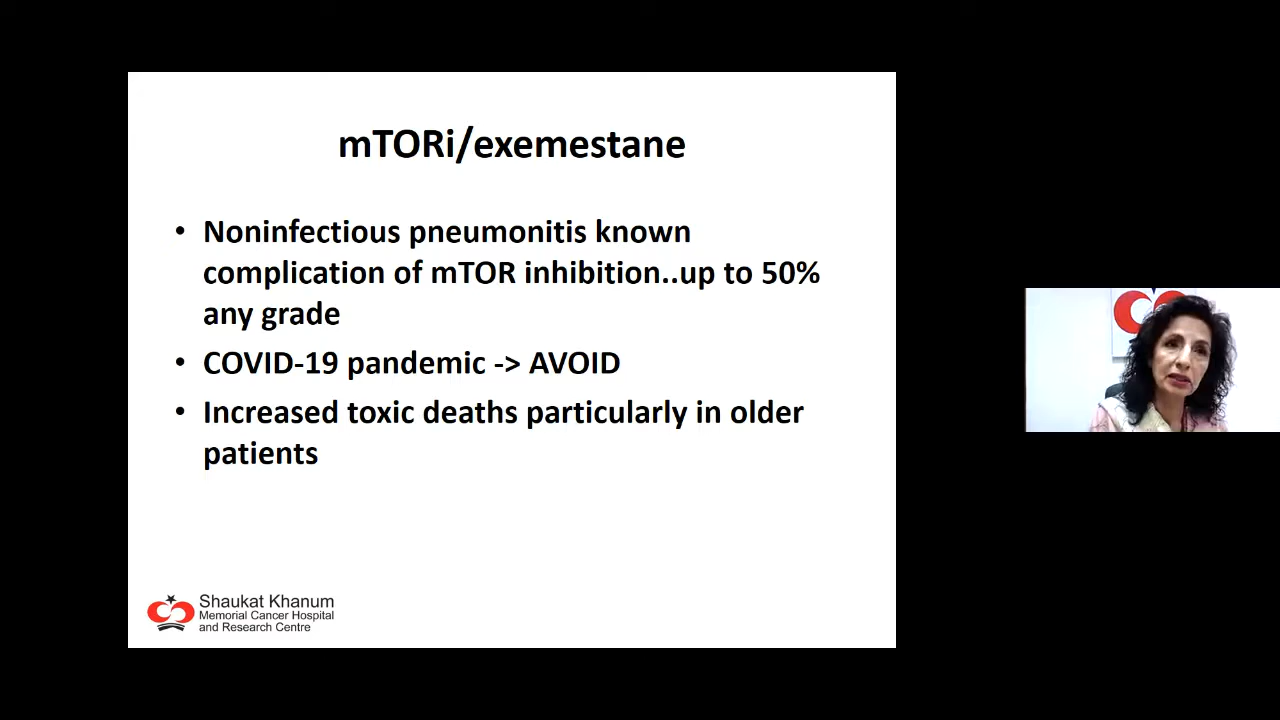 mTORi/exemestane
• Noninfectious pneumonitis known
complication of mTOR inhibition..up to 50%
any grade
• COVID-19 pandemic -> AVOID
• Increased toxic deaths particularly in older
patients
Shaukat Khanum
Memorial Cancer Hospital
and Research Centre